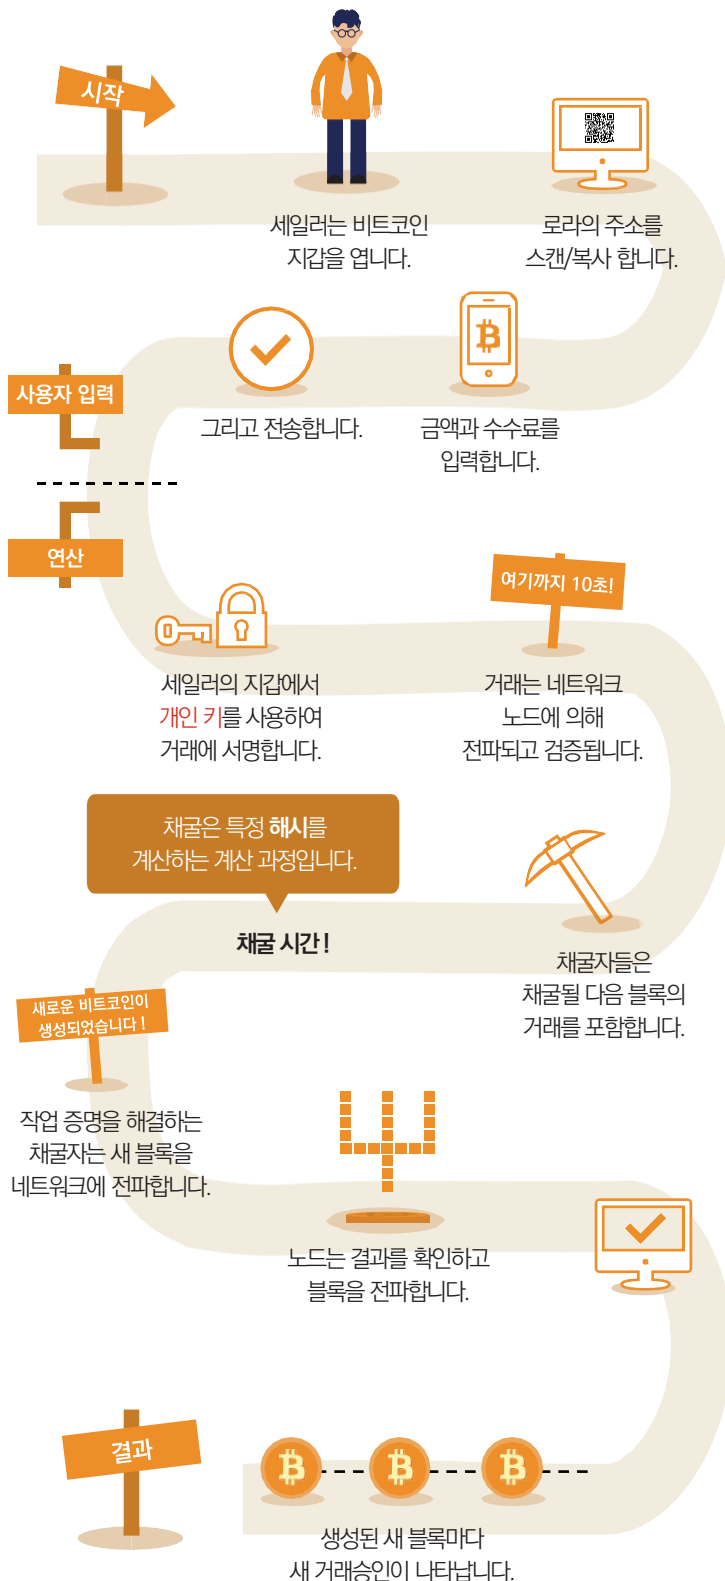 시작
세일러는 비트코인
지갑을 엽니다.
로라의 주소를
스캔/복사 합니다.
금액과 수수료를
입력합니다.
그리고 전송합니다.
사용자 입력
연산
세일러의 지갑에서
개인 키를 사용하여
거래에 서명합니다.
여기까지 10초!
거래는 네트워크
노드에 의해
전파되고 검증됩니다.
채굴자들은
채굴될 다음 블록의
거래를 포함합니다.
채굴은 특정 해시를
계산하는 계산 과정입니다.
채굴 시간 !
새로운 비트코인이
생성되었습니다 !
작업 증명을 해결하는
채굴자는 새 블록을
네트워크에 전파합니다.
노드는 결과를 확인하고
블록을 전파합니다.
결과
생성된 새 블록마다
새 거래승인이 나타납니다.